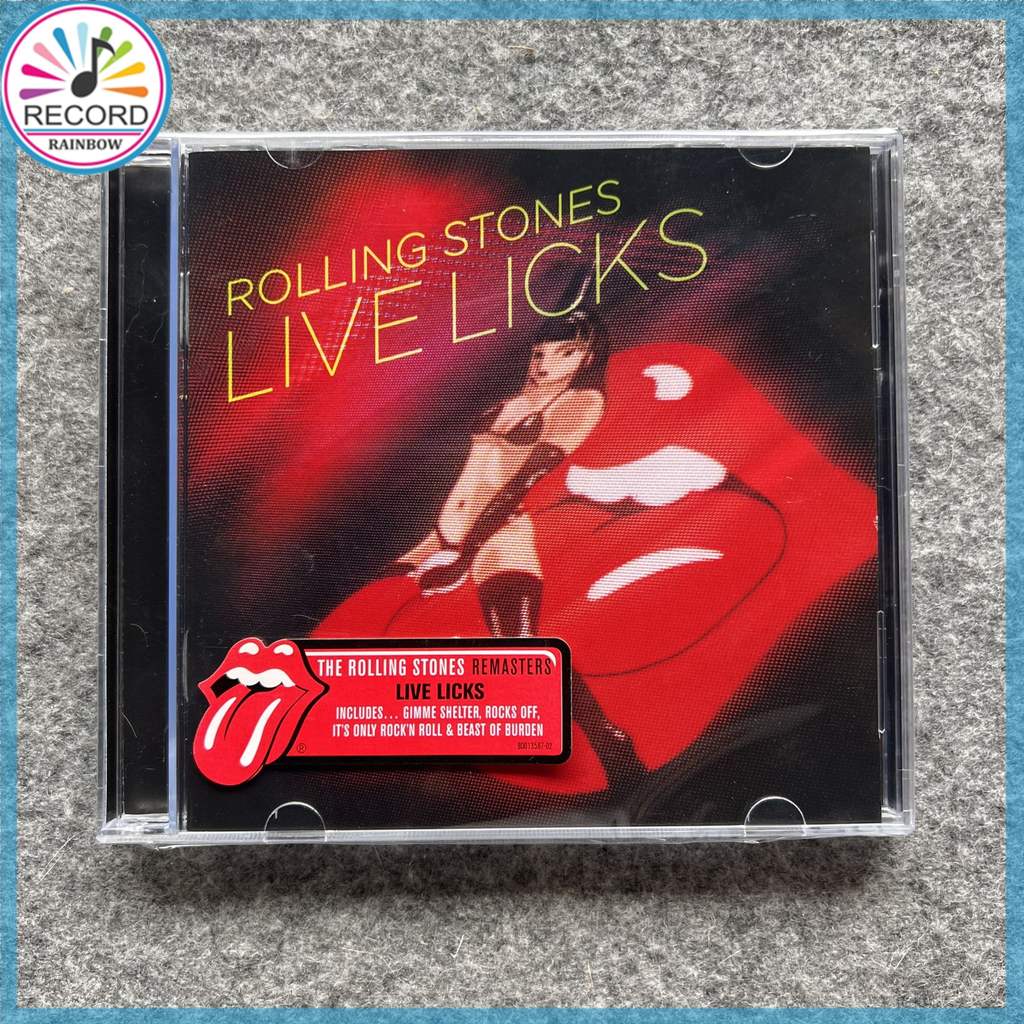 RECORD
RAINBOW
ROLLING STONES
LIVE LICKS
THE ROLLING STONES REMASTERS
LIVE LICKS
INCLUDES... GIMME SHELTER, ROCKS OFF,
IT'S ONLY ROCK'N ROLL & BEAST OF BURDEN
®